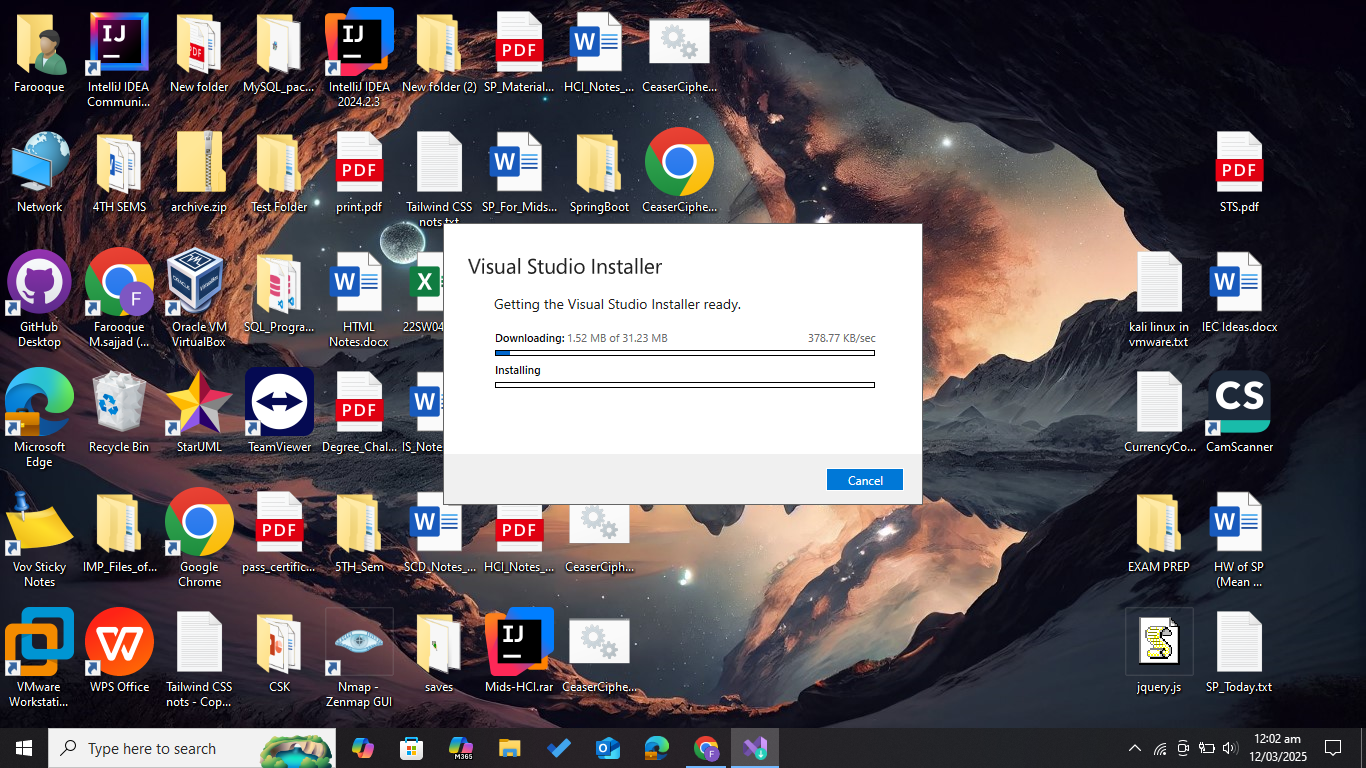 Farooque
IntelliJ IDEA
Communi...
New folder
MySQL_pac...
IntelliJ IDEA
2024.2.3
New folder (2)
SP_Material...
HCI_Notes_...
CeaserCiphe...
Network
4TH SEMS
archive.zip
Test Folder
print.pdf
Tailwind CSS
nots.txt
SP_For_Mids...
SpringBoot
CeaserCiphe...
STS.pdf
GitHub
Desktop
Farooque
M.sajjad (...
Oracle VM
VirtualBox
SQL_Progra...
HTML
Notes.docx
22SW04
kali linux in
vmware.txt
IEC Ideas.docx
Visual Studio Installer
Getting the Visual Studio Installer ready.
Downloading: 1.52 MB of 31.23 MB
378.77 KB/sec
Installing
Cancel
Microsoft
Edge
Recycle Bin
StarUML
TeamViewer
Degree_Chal...
IS_Note
CurrencyCo...
CS
CamScanner
Vov Sticky
Notes
IMP_Files_of...
Google
Chrome
pass_certific...
5TH_Sem
SCD_Notes_...
HCI_Notes_...
CeaserCiph...
EXAM PREP
HW of SP
(Mean ...
VMware
Workstati...
WPS Office
Tailwind CSS
nots - Cop...
CSK
Nmap -
Zenmap GUI
saves
Mids-HCI.rar
CeaserCiphe...
jquery.js
SP_Today.txt
Type here to search
M365
12:02 am
12/03/2025